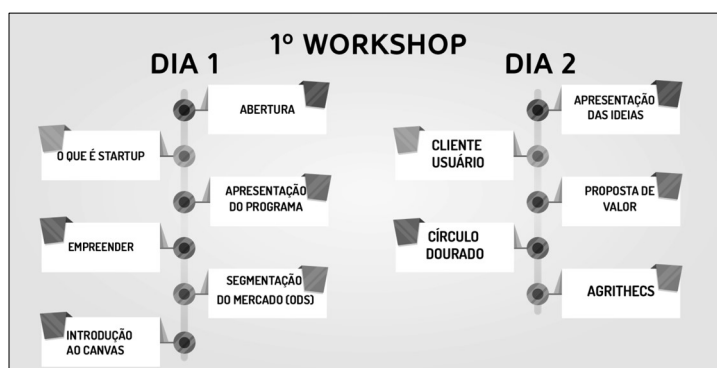 1º WORKSHOP
DIA 1
ABERTURA
O QUE É STARTUP
APRESENTAÇÃO
DO PROGRAMA
EMPREENDER
SEGMENTAÇÃO
DO MERCADO (ODS)
INTRODUÇÃO
AO CANVAS
DIA 2
APRESENTAÇÃO
DAS IDEIAS
CLIENTE
USUÁRIO
PROPOSTA DE
VALOR
CÍRCULO
DOURADO
AGRITHECS